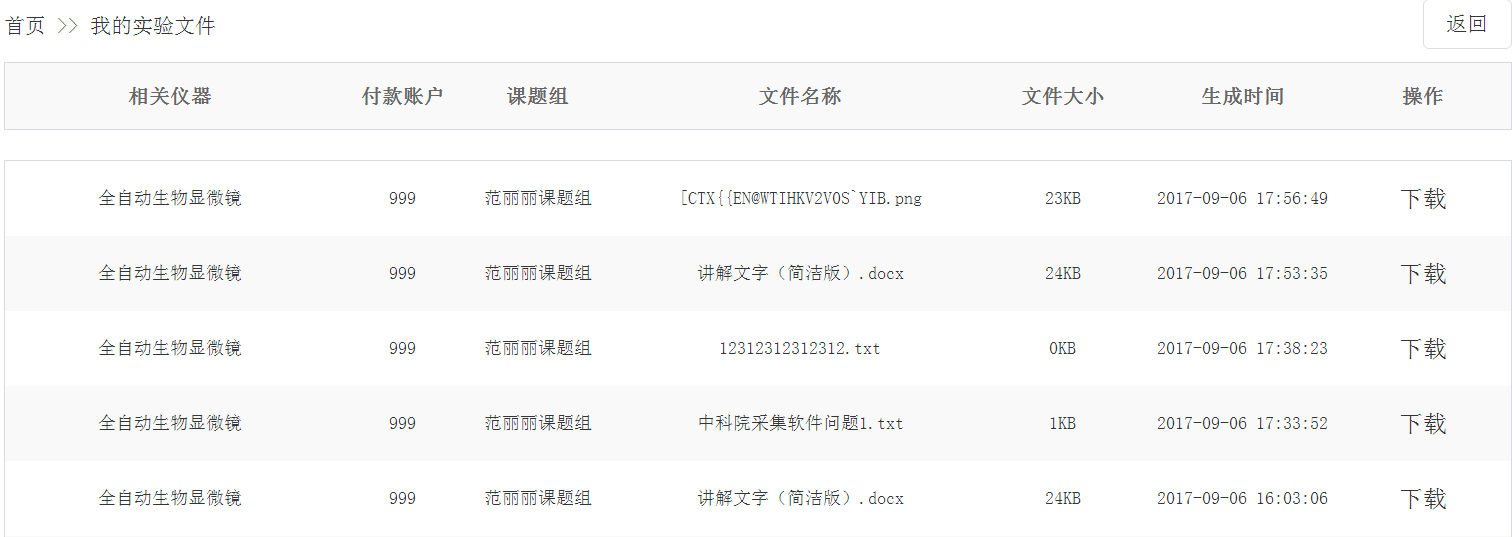 首页 >> 我的实验文件 返回
相关仪器 付款账户 课题组 文件名称 文件大小 生成时间 操作
全自动生物显微镜 999 范丽丽课题组 [CTX{{EN@WTIHKV2V0S`YIB.png 23KB 2017-09-06 17:56:49 下载
全自动生物显微镜 999 范丽丽课题组 讲解文字（简洁版）.docx 24KB 2017-09-06 17:53:35 下载
全自动生物显微镜 999 范丽丽课题组 12312312312312.txt 0KB 2017-09-06 17:38:23 下载
全自动生物显微镜 999 范丽丽课题组 中科院采集软件问题1.txt 1KB 2017-09-06 17:33:52 下载
全自动生物显微镜 999 范丽丽课题组 讲解文字（简洁版）.docx 24KB 2017-09-06 16:03:06 下载